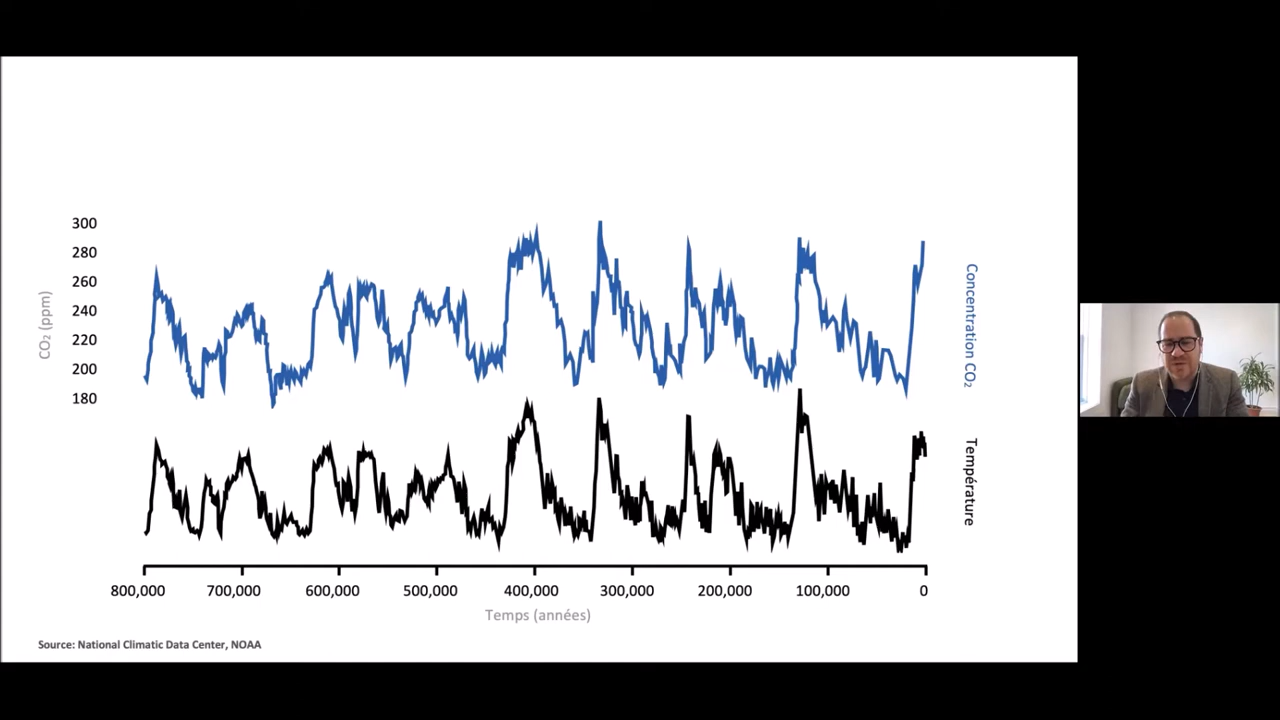 300
280
260
240
220
200
180
CO₂ (ppm)
Concentration CO₂
Température
800,000 700,000 600,000 500,000 400,000 300,000 200,000 100,000 0
Temps (années)
Source: National Climatic Data Center, NOAA